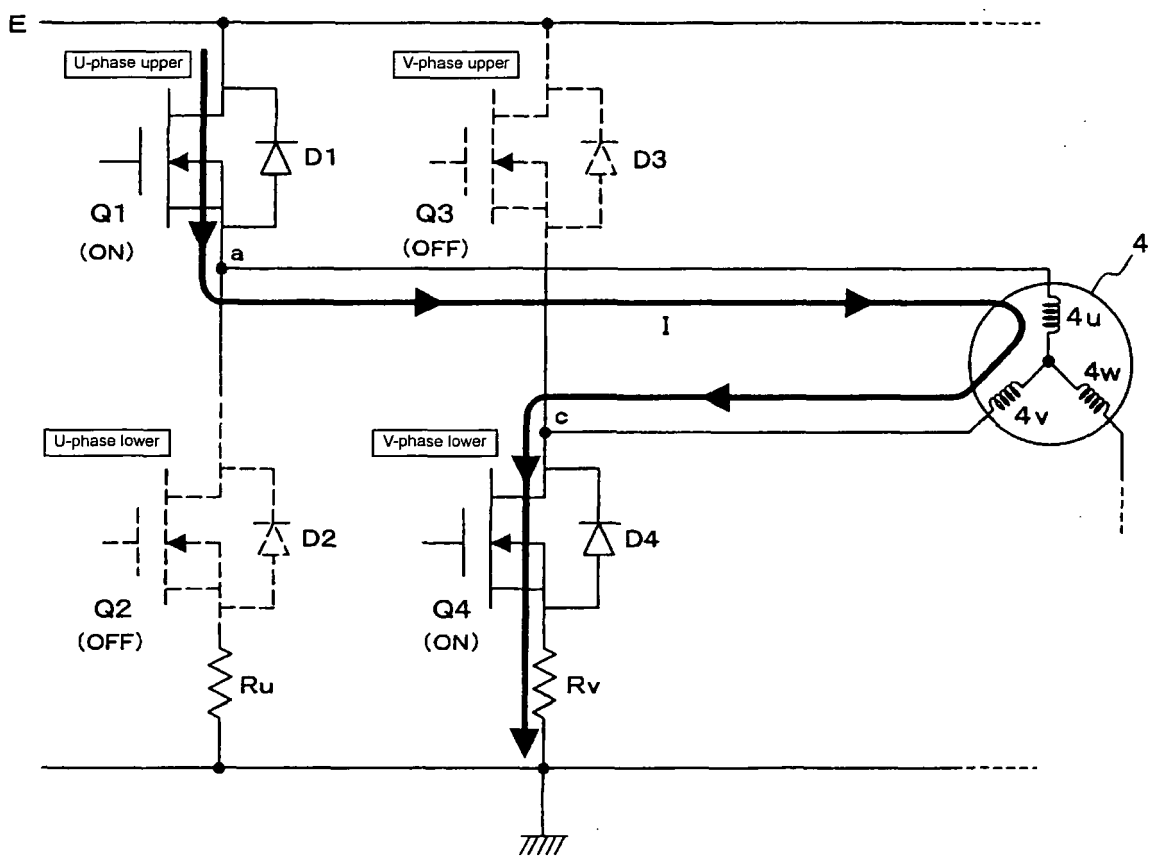 E
U-phase upper
V-phase upper
D1
D3
Q1
(ON)
Q3
(OFF)
a
4
I
4u
4w
4v
c
U-phase lower
V-phase lower
D2
D4
Q2
(OFF)
Q4
(ON)
Ru
Rv